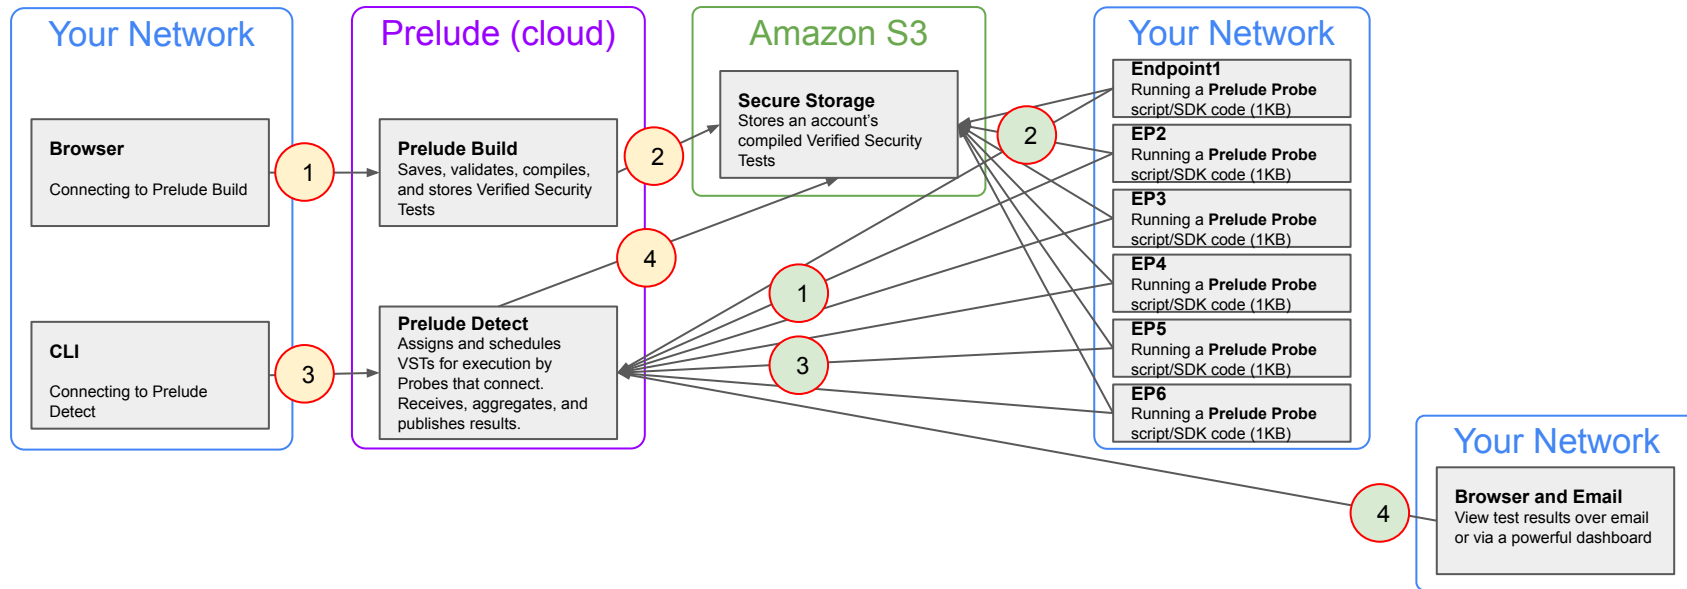 Your Network
Browser
Connecting to Prelude Build
1
CLI
Connecting to Prelude
Detect
3
Prelude (cloud)
Prelude Build
Saves, validates, compiles,
and stores Verified Security
Tests
2
4
Prelude Detect
Assigns and schedules
VSTs for execution by
Probes that connect.
Receives, aggregates, and
publishes results.
Amazon S3
Secure Storage
Stores an account's
compiled Verified Security
Tests
2
1
3
Your Network
Endpoint1
Running a Prelude Probe
script/SDK code (1KB)
EP2
Running a Prelude Probe
script/SDK code (1KB)
EP3
Running a Prelude Probe
script/SDK code (1KB)
EP4
Running a Prelude Probe
script/SDK code (1KB)
EP5
Running a Prelude Probe
script/SDK code (1KB)
EP6
Running a Prelude Probe
script/SDK code (1KB)
4
Your Network
Browser and Email
View test results over email
or via a powerful dashboard